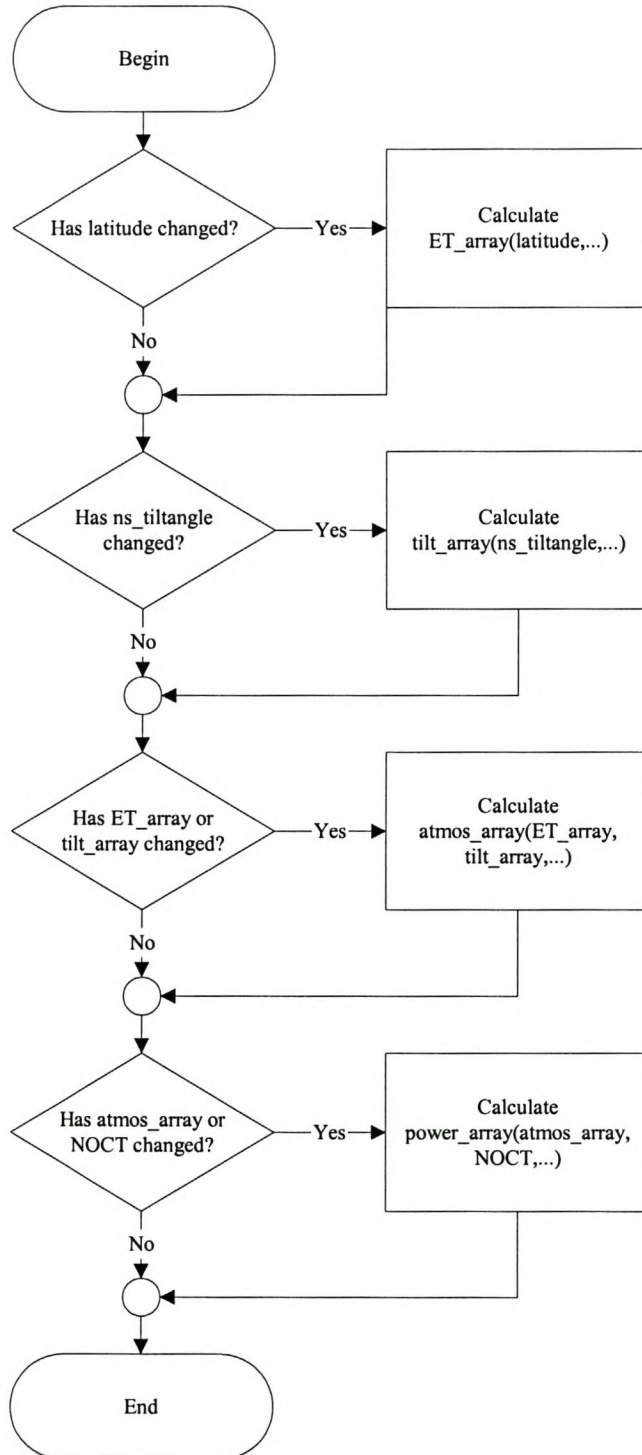 Begin
Has latitude changed?
Yes
Calculate
ET_array(latitude,...)
No
Has ns_tiltangle
changed?
Yes
Calculate
tilt_array(ns_tiltangle,...)
No
Has ET_array or
tilt_array changed?
Yes
Calculate
atmos_array(ET_array,
tilt_array,...)
No
Has atmos_array or
NOCT changed?
Yes
Calculate
power_array(atmos_array,
NOCT,...)
No
End